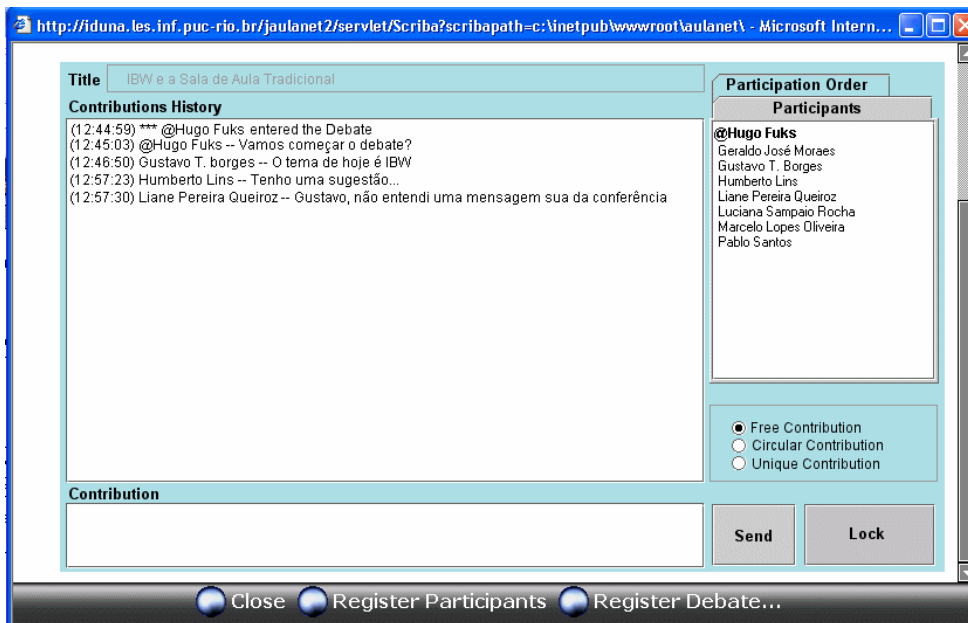 http://iduna.les.inf.puc-rio.br/jaulanet2/servlet/Scriba?scribapath=c:\inetpub\wwwroot\aulanet\ - Microsoft Intern...
Title IBW e a Sala de Aula Tradicional
Contributions History
(12:44:59) *** @Hugo Fuks entered the Debate
(12:45:03) @Hugo Fuks -- Vamos começar o debate?
(12:46:50) Gustavo T. borges -- O tema de hoje é IBW
(12:57:23) Humberto Lins -- Tenho uma sugestão...
(12:57:30) Liane Pereira Queiroz -- Gustavo, não entendi uma mensagem sua da conferência
Participation Order
Participants
@Hugo Fuks
Geraldo José Moraes
Gustavo T. Borges
Humberto Lins
Liane Pereira Queiroz
Luciana Sampaio Rocha
Marcelo Lopes Oliveira
Pablo Santos
Free Contribution
Circular Contribution
Unique Contribution
Contribution
Send Lock
Close Register Participants Register Debate...